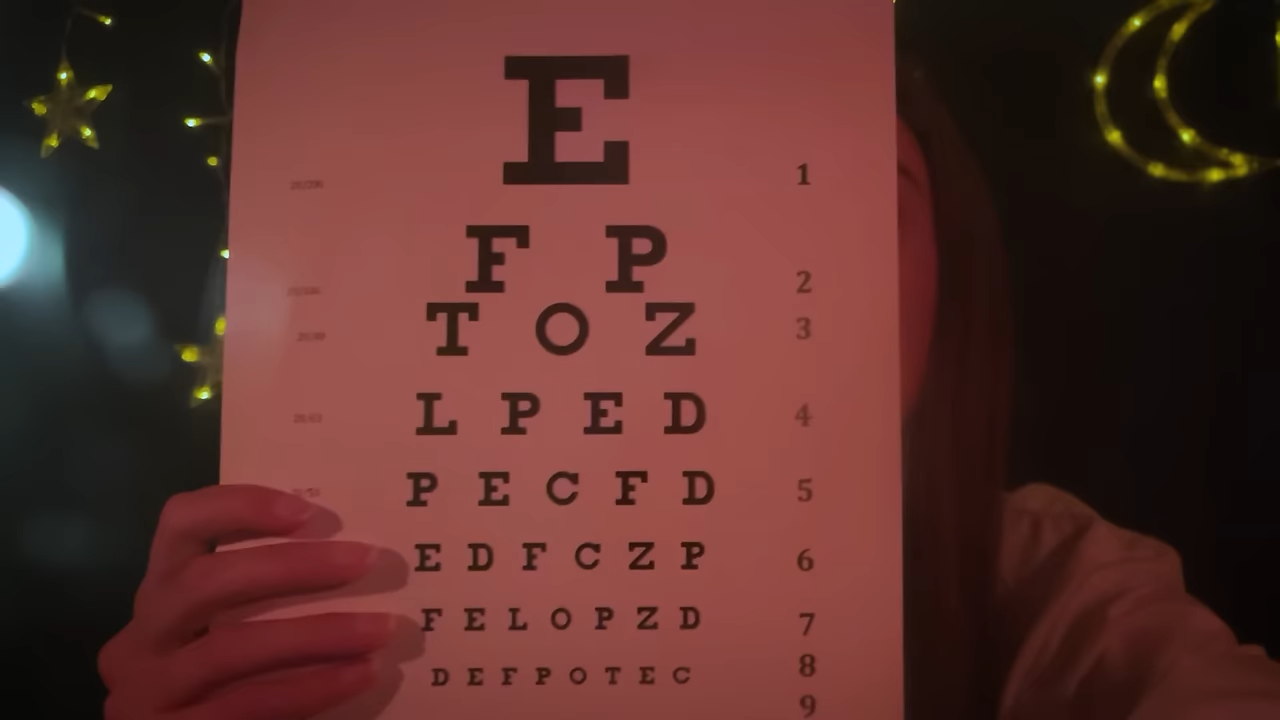 E
1
F P
2
T O Z
3
L P E D
4
P E C F D
5
E D F C Z P
6
F E L O P Z D
7
D E F P O T E C
8
9